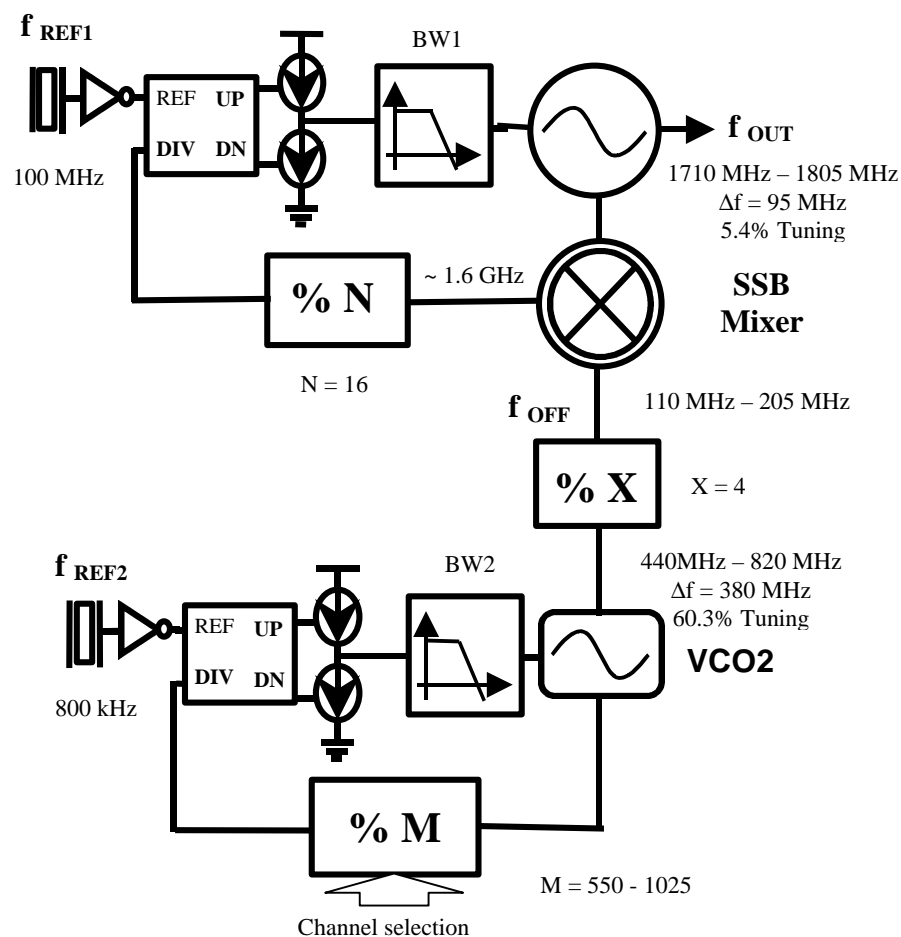 f REF1
BW1
REF UP
DIV DN
100 MHz
f OUT
1710 MHz – 1805 MHz
Δf = 95 MHz
5.4% Tuning
% N
~ 1.6 GHz
N = 16
SSB
Mixer
f OFF
110 MHz – 205 MHz
% X
X = 4
440MHz – 820 MHz
Δf = 380 MHz
60.3% Tuning
f REF2
BW2
REF UP
DIV DN
800 kHz
VCO2
% M
M = 550 - 1025
Channel selection